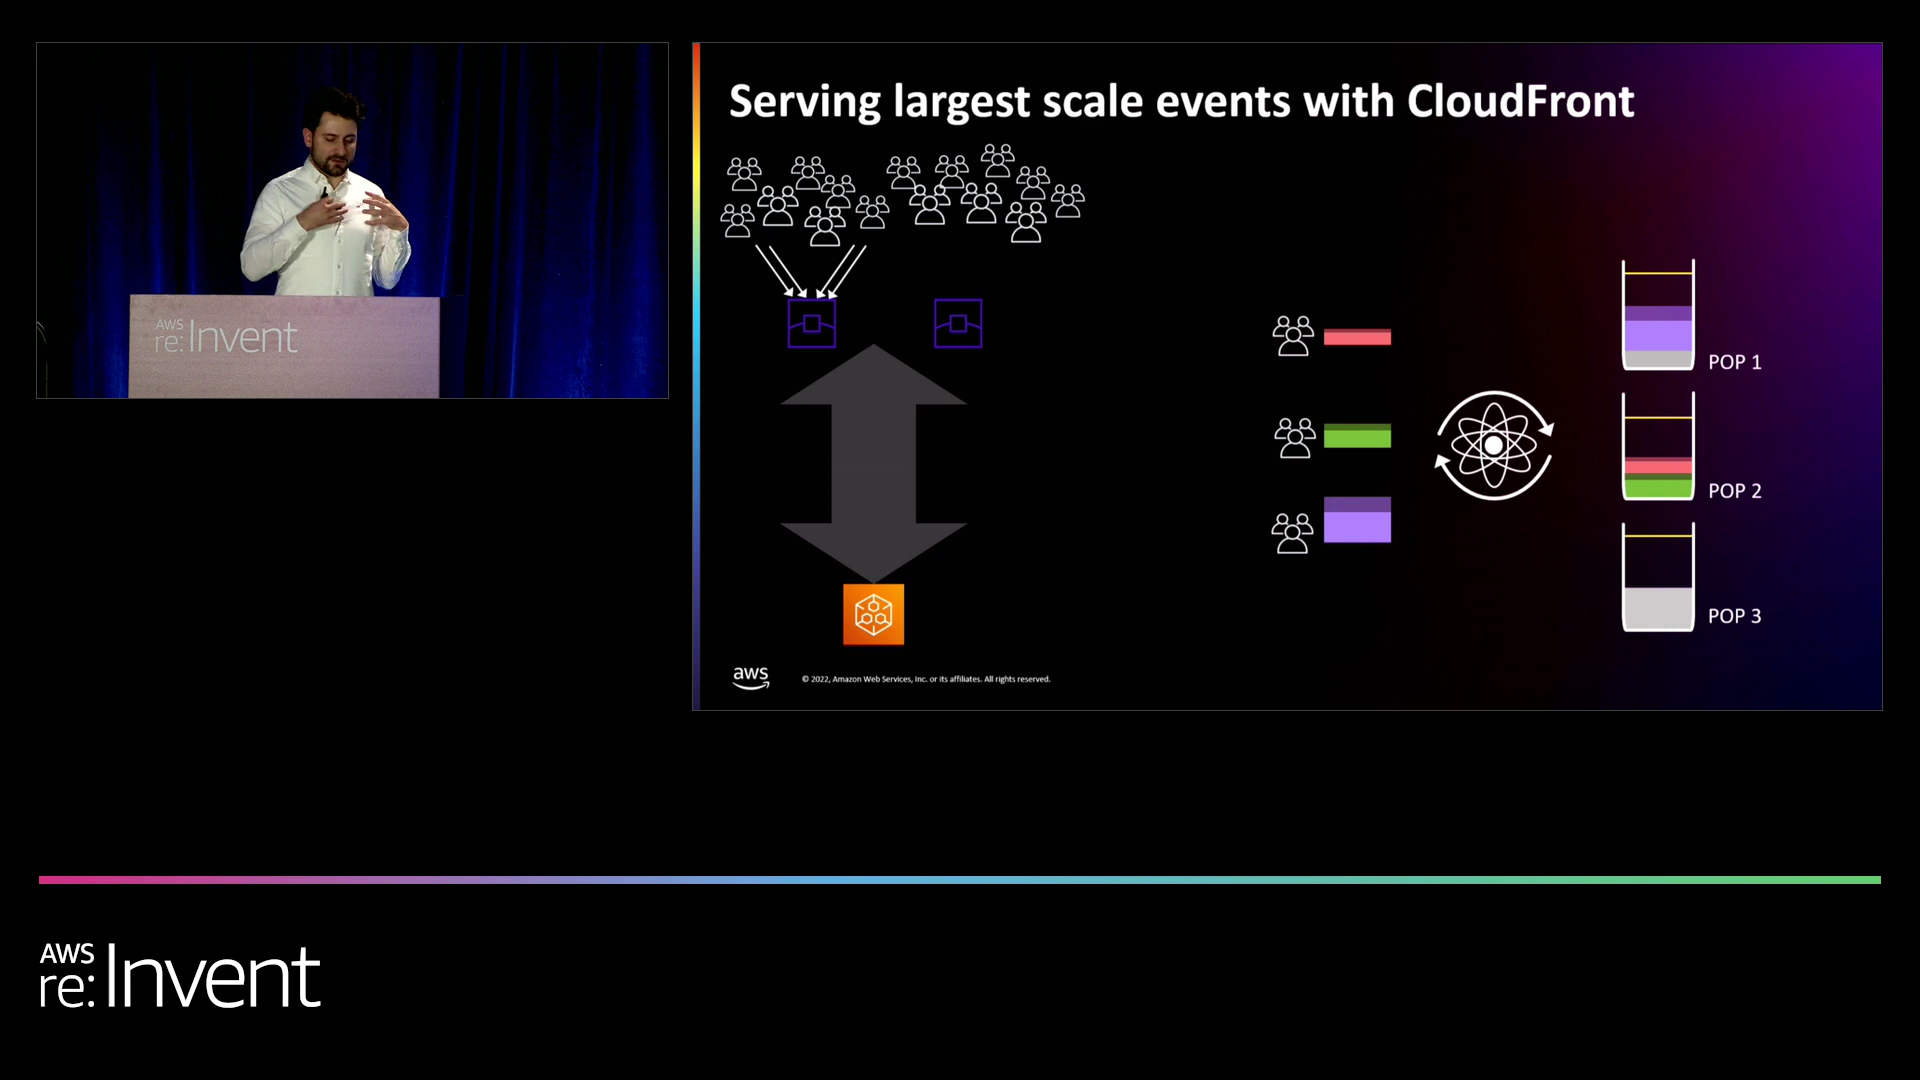 AWS
re:Invent
Serving largest scale events with CloudFront
POP 1
POP 2
POP 3
aws
© 2022, Amazon Web Services, Inc. or its affiliates. All rights reserved.
AWS
re:Invent